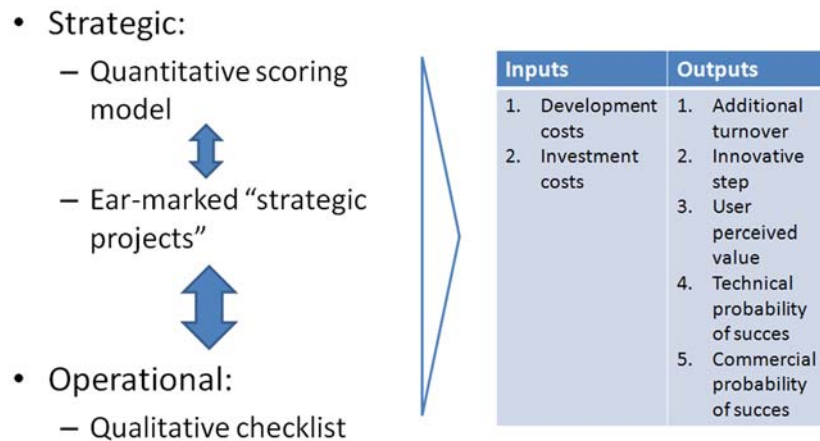 • Strategic:
– Quantitative scoring
model
– Ear-marked “strategic
projects”
• Operational:
– Qualitative checklist
Inputs Outputs
1. Development
costs
2. Investment
costs
1. Additional
turnover
2. Innovative
step
3. User
perceived
value
4. Technical
probability
of succes
5. Commercial
probability
of succes